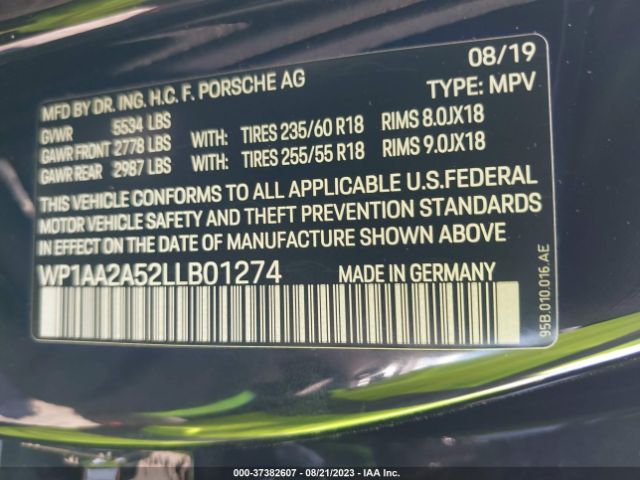 08/19
MFD BY DR. ING. H.C. F. PORSCHE AG TYPE: MPV
GVWR 5534 LBS
GAWR FRONT 2778 LBS WITH: TIRES 235/60 R18 RIMS 8.0JX18
GAWR REAR 2987 LBS WITH: TIRES 255/55 R18 RIMS 9.0JX18
THIS VEHICLE CONFORMS TO ALL APPLICABLE U.S.FEDERAL
MOTOR VEHICLE SAFETY AND THEFT PREVENTION STANDARDS
IN EFFECT ON THE DATE OF MANUFACTURE SHOWN ABOVE
WP1AA2A52LLB01274 MADE IN GERMANY
95B.010.016.AE
000-37382607 - 08/21/2023 - IAA Inc.